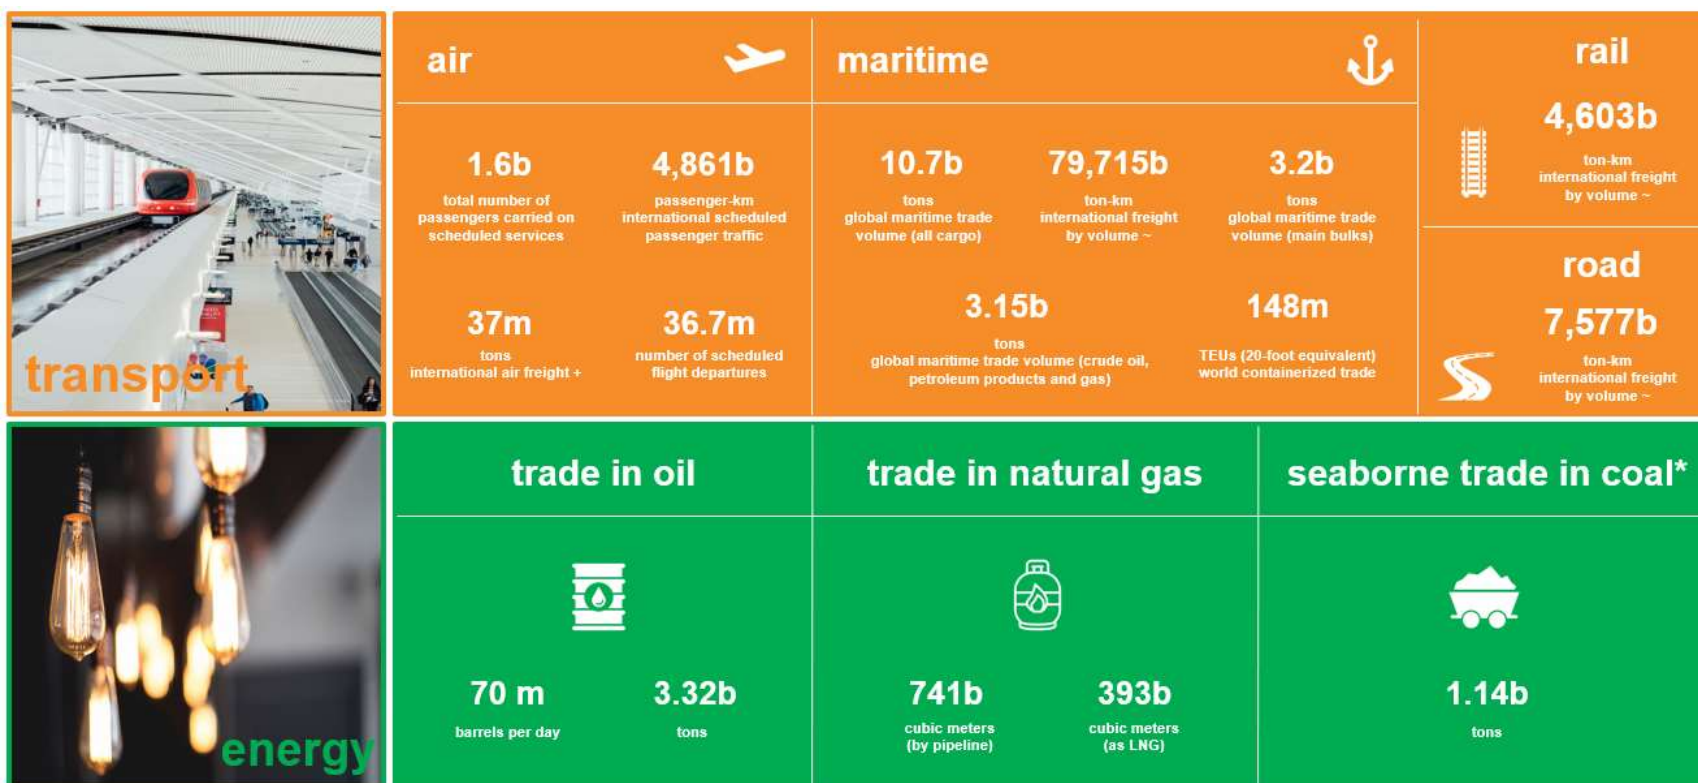 transport
air
1.6b
total number of
passengers carried on
scheduled services
4,861b
passenger-km
international scheduled
passenger traffic
37m
tons
international air freight +
36.7m
number of scheduled
flight departures
maritime
10.7b
tons
global maritime trade
volume (all cargo)
79,715b
ton-km
international freight
by volume ~
3.2b
tons
global maritime trade
volume (main bulks)
3.15b
tons
global maritime trade volume (crude oil,
petroleum products and gas)
148m
TEUs (20-foot equivalent)
world containerized trade
rail
4,603b
ton-km
international freight
by volume ~
road
7,577b
ton-km
international freight
by volume ~
energy
trade in oil
70 m
barrels per day
3.32b
tons
trade in natural gas
741b
cubic meters
(by pipeline)
393b
cubic meters
(as LNG)
seaborne trade in coal*
1.14b
tons